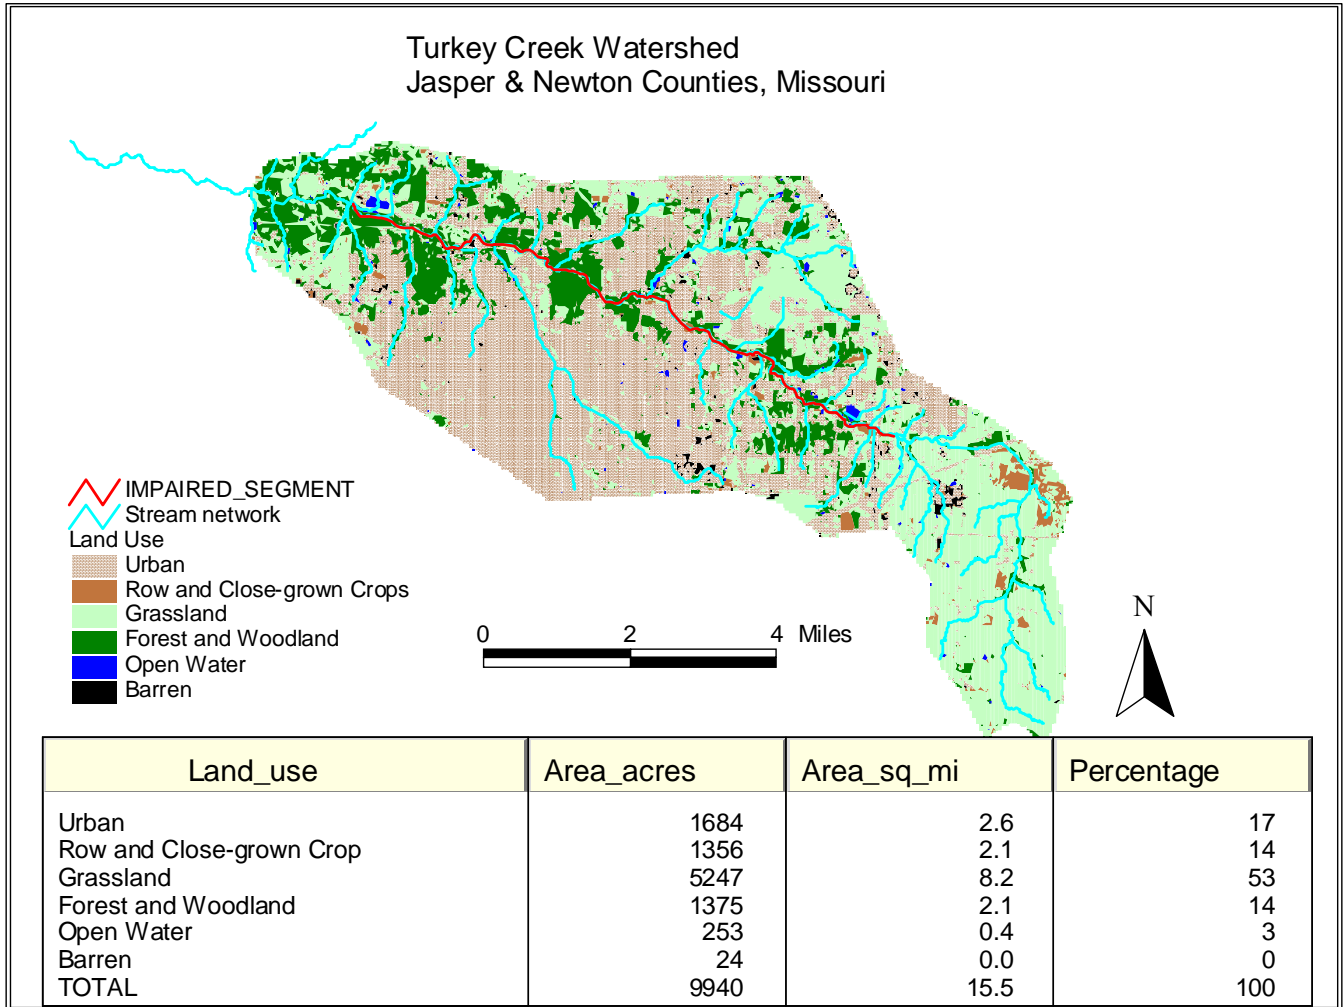 Turkey Creek Watershed
Jasper & Newton Counties, Missouri
IMPAIRED_SEGMENT
Stream network
Land Use
Urban
Row and Close-grown Crops
Grassland
Forest and Woodland
Open Water
Barren
0 2 4 Miles
N
Land_use Area_acres Area_sq_mi Percentage
Urban 1684 2.6 17
Row and Close-grown Crop 1356 2.1 14
Grassland 5247 8.2 53
Forest and Woodland 1375 2.1 14
Open Water 253 0.4 3
Barren 24 0.0 0
TOTAL 9940 15.5 100